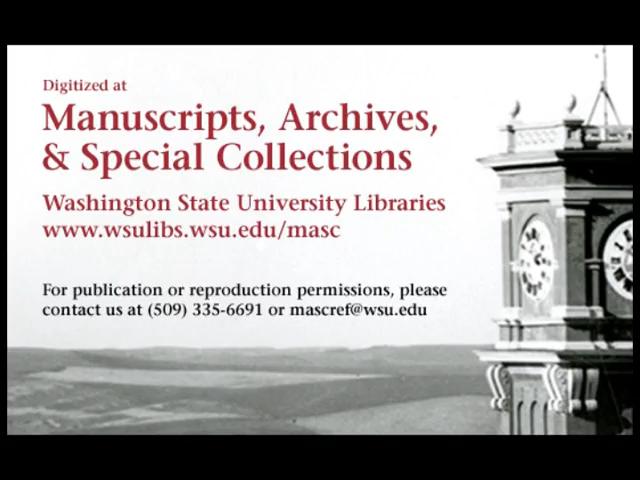 Digitized at
Manuscripts, Archives,
& Special Collections
Washington State University Libraries
www.wsulibs.wsu.edu/masc
For publication or reproduction permissions, please
contact us at (509) 335-6691 or mascref@wsu.edu